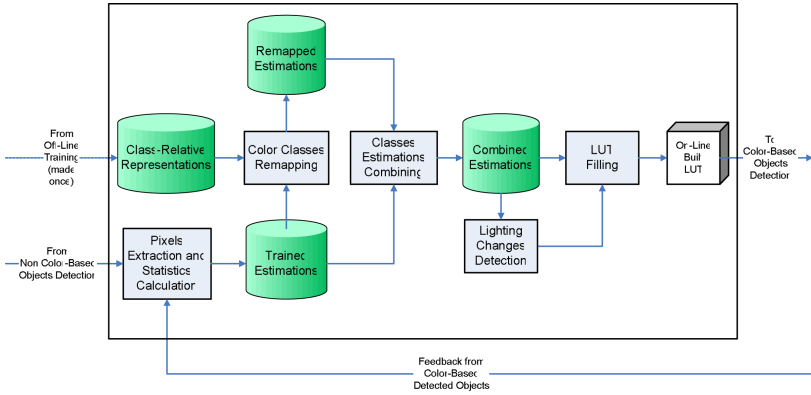 Remapped
Estimations
From
Off-Line
Training
(made
once)
Class-Relative
Representations
Color Classes
Remapping
Classes
Estimations
Combining
Combined
Estimations
LUT
Filling
On-Line
Built
LUT
To
Color-Based
Objects
Detection
From
Non Color-Based
Objects Detection
Pixels
Extraction and
Statistics
Calculation
Trained
Estimations
Lighting
Changes
Detection
Feedback from
Color-Based
Detected Objects